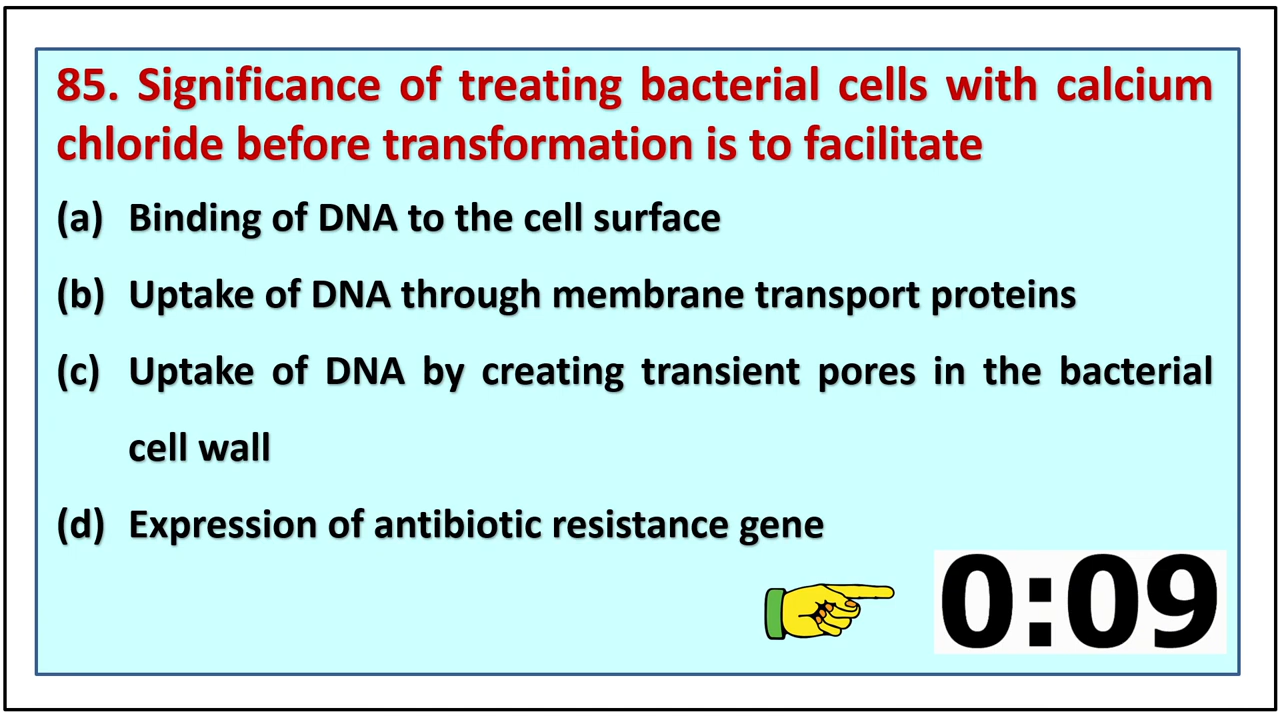 85. Significance of treating bacterial cells with calcium
chloride before transformation is to facilitate
(a) Binding of DNA to the cell surface
(b) Uptake of DNA through membrane transport proteins
(c) Uptake of DNA by creating transient pores in the bacterial
cell wall
(d) Expression of antibiotic resistance gene
0:09